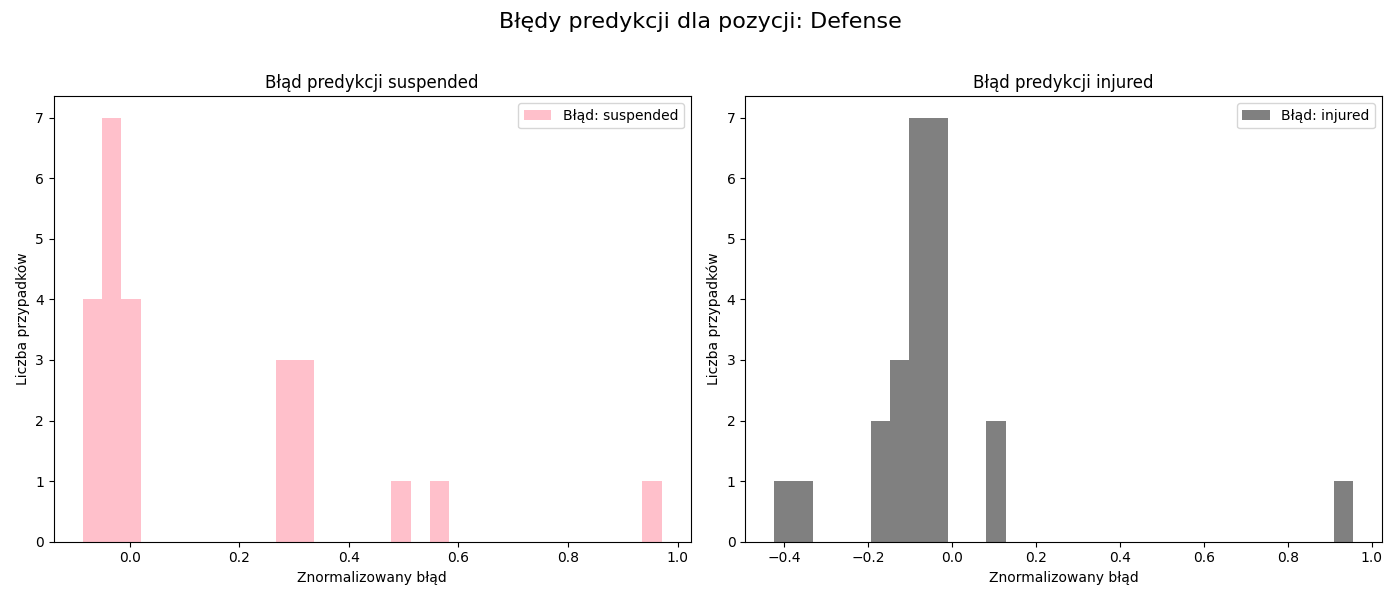 Błędy predykcji dla pozycji: Defense
Błąd predykcji suspended
Błąd: suspended
Liczba przypadków
7
6
5
4
3
2
1
0
0.0 0.2 0.4 0.6 0.8 1.0
Znormalizowany błąd
Błąd predykcji injured
Błąd: injured
Liczba przypadków
7
6
5
4
3
2
1
0
−0.4 −0.2 0.0 0.2 0.4 0.6 0.8 1.0
Znormalizowany błąd